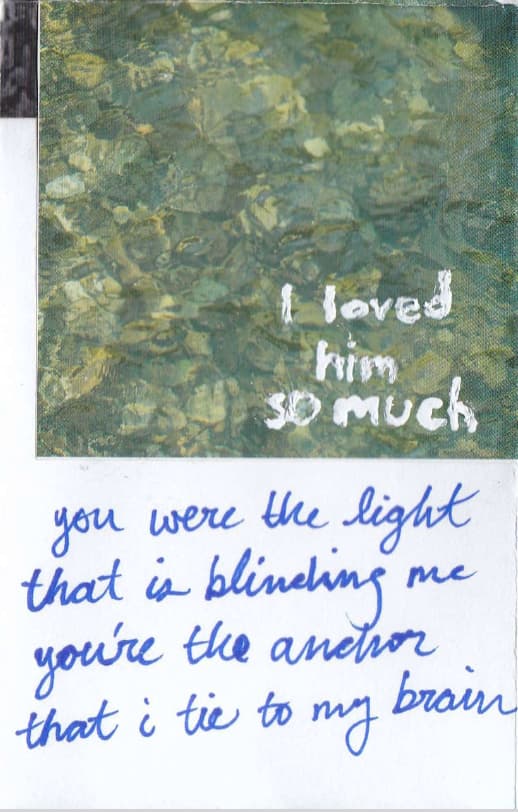 I loved
him
so much
you were the light
that is blinding me
you're the anchor
that i tie to my brain